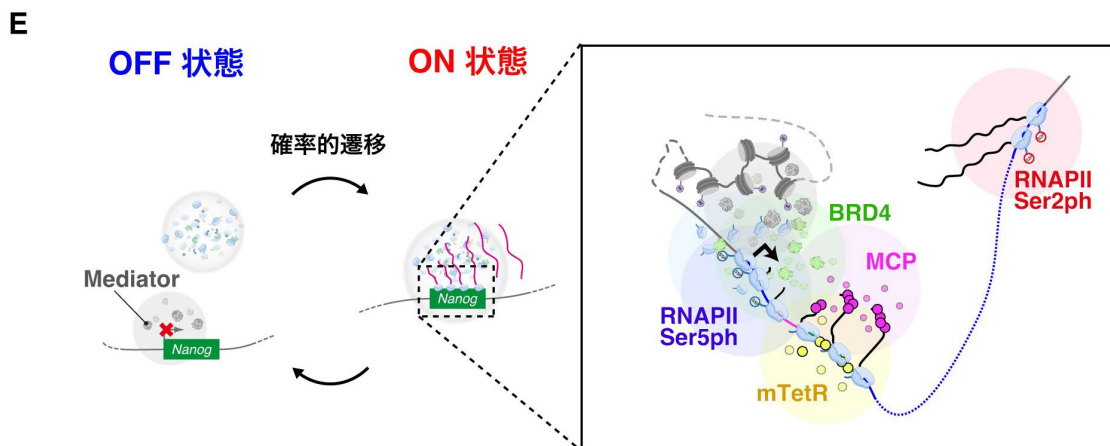 E
OFF 状態
ON 状態
確率的遷移
Mediator
Nanog
Nanog
BRD4
MCP
RNAPII
Ser5ph
mTetR
RNAPII
Ser2ph